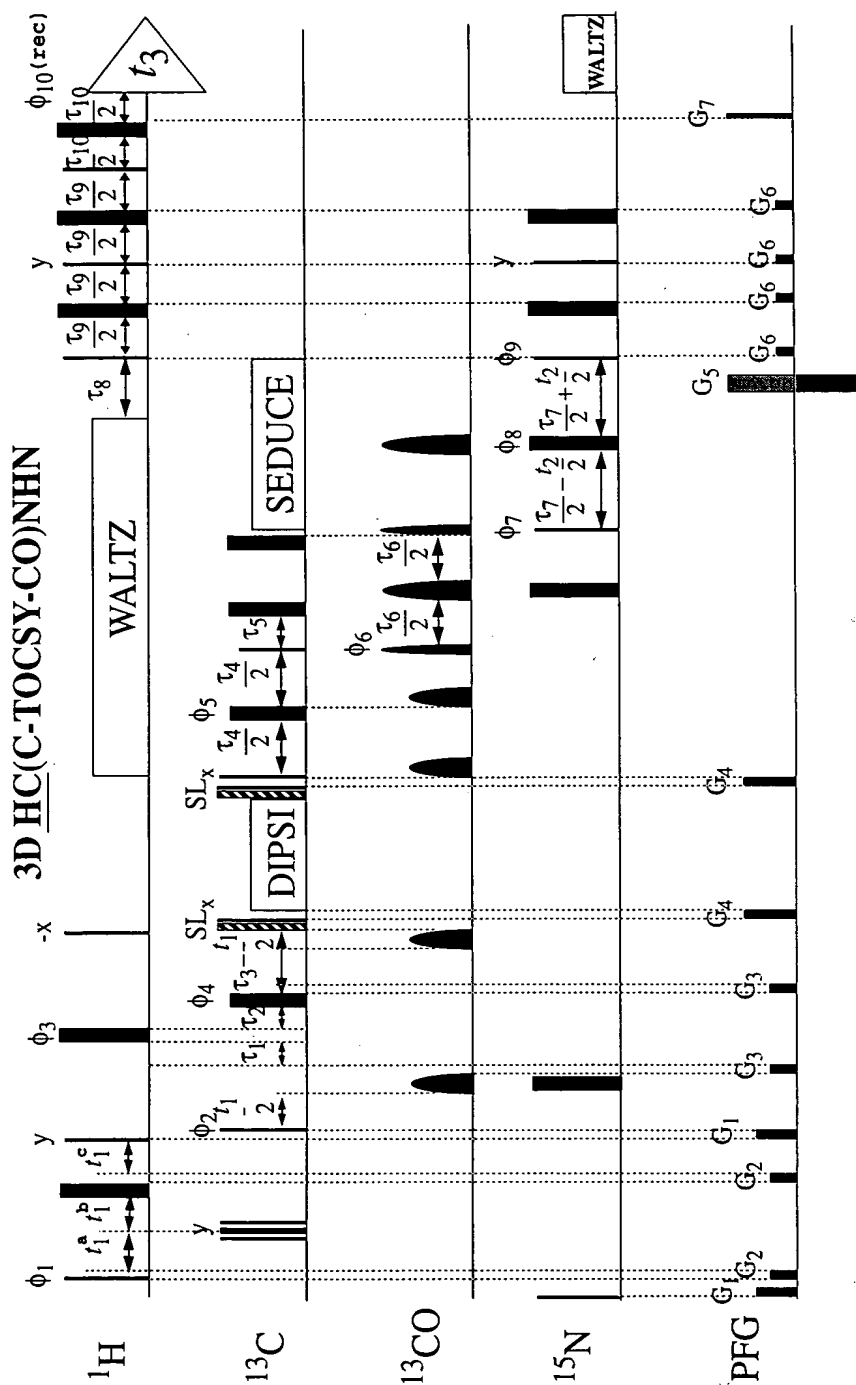 3D HC(C-TOCSY-CO)NHN
¹H
ϕ₁
t₁ᵃ
t₁ᵇ
t₁ᶜ
y
ϕ₃
-x
WALTZ
τ₈
τ₉/2
τ₉/2
y
τ₉/2
τ₉/2
τ₁₀/2
τ₁₀/2
ϕ₁₀(rec)
t₃
¹³C
y
ϕ₂
t₁/2
τ₁
τ₂
ϕ₄
τ₃--t₁/2
SLₓ
DIPSI
SLₓ
τ₄/2
ϕ₅
τ₄/2
τ₅
SEDUCE
¹³CO
ϕ₆
τ₆/2
τ₆/2
¹⁵N
ϕ₇
τ₇/2 - t₂/2
ϕ₈
τ₇/2 + t₂/2
ϕ₉
y
WALTZ
PFG
G₁
G₂
G₂
G₁
G₃
G₃
G₄
G₄
G₅
G₆
G₆
G₆
G₆
G₇